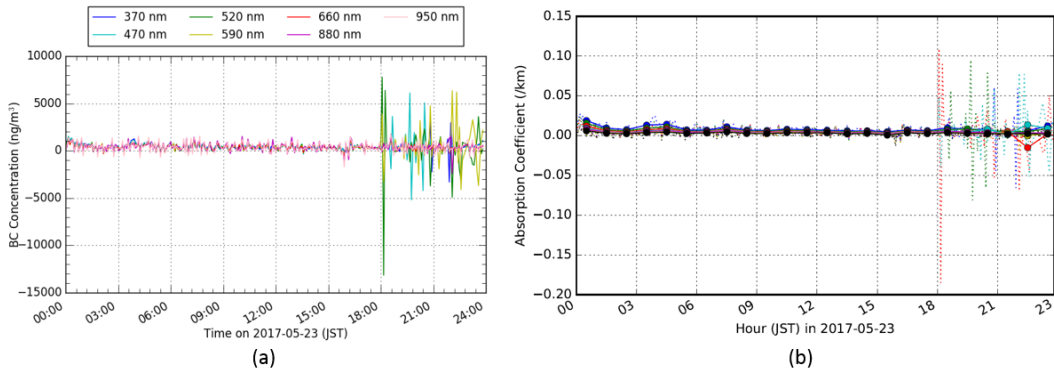 370 nm 520 nm 660 nm 950 nm
470 nm 590 nm 880 nm
BC Concentration (ng/m³)
10000
5000
0
−5000
−10000
−15000
00:00 03:00 06:00 09:00 12:00 15:00 18:00 21:00 24:00
Time on 2017-05-23 (JST)
(a)
Absorption Coefficient (/km)
0.15
0.10
0.05
0.00
−0.05
−0.10
−0.15
−0.20
00 03 06 09 12 15 18 21 23
Hour (JST) in 2017-05-23
(b)